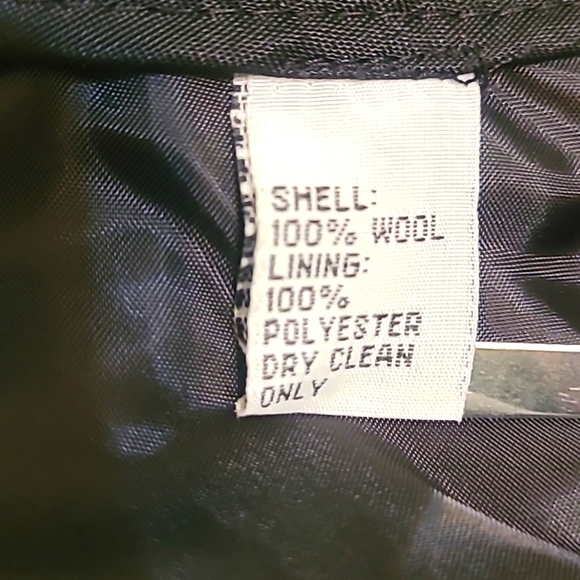 SHELL:
100% WOOL
LINING:
100%
POLYESTER
DRY CLEAN
ONLY